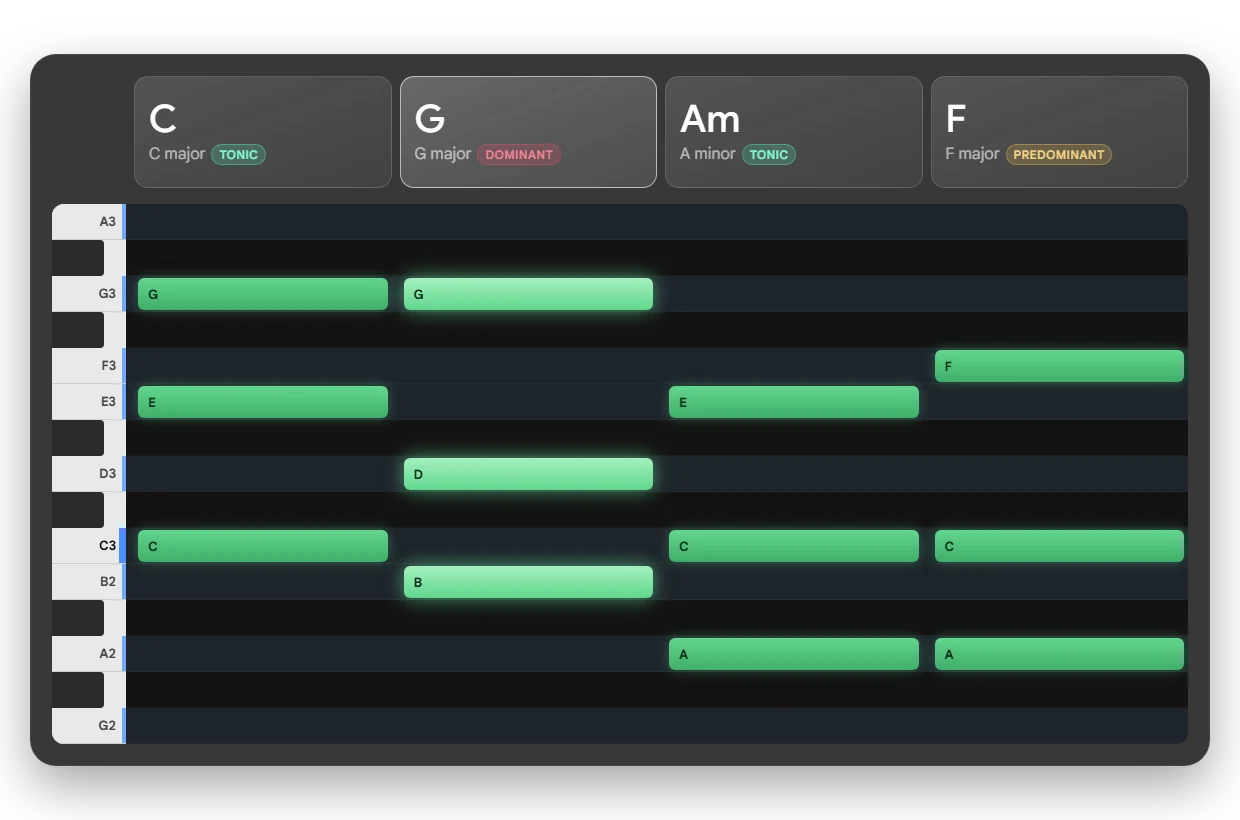 C G Am F
C major TONIC G major DOMINANT A minor TONIC F major PREDOMINANT
A3
G3 G G
F3 F
E3 E E
D3 D
C3 C C C
B2 B
A2 A A
G2